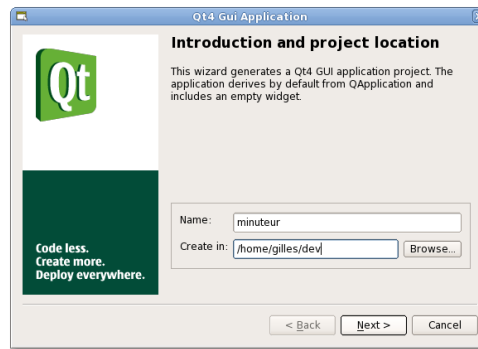 Qt4 Gui Application
Qt
Introduction and project location
This wizard generates a Qt4 GUI application project. The
application derives by default from QApplication and
includes an empty widget.
Name:
minuteur
Create in:
/home/gilles/dev
Browse...
Code less.
Create more.
Deploy everywhere.
< Back
Next >
Cancel